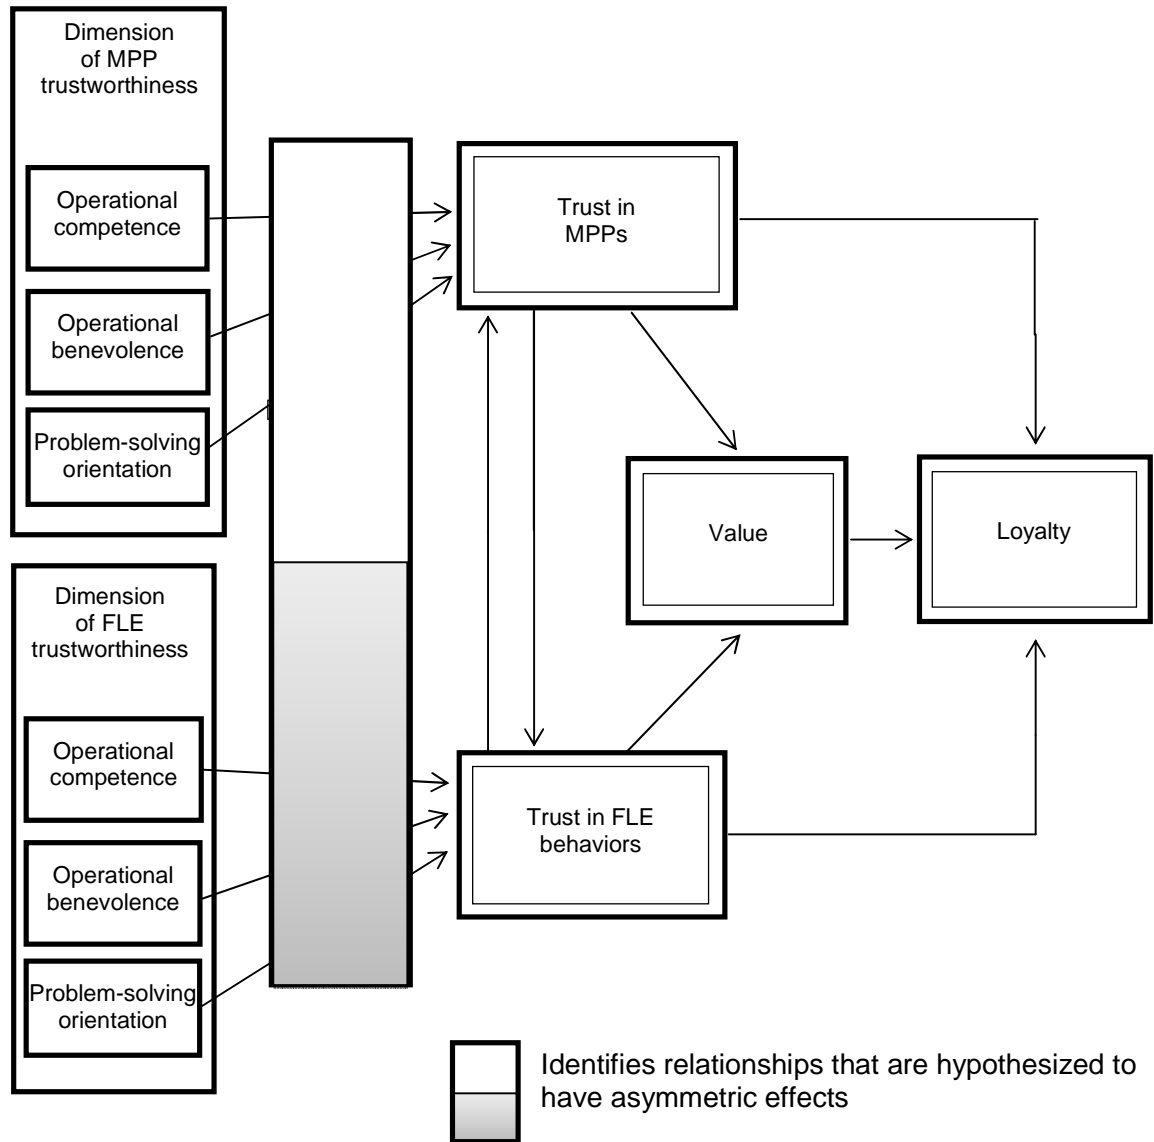 Dimension
of MPP
trustworthiness
Operational
competence
Operational
benevolence
Problem-solving
orientation
Trust in
MPPs
Value
Loyalty
Dimension
of FLE
trustworthiness
Operational
competence
Operational
benevolence
Problem-solving
orientation
Trust in FLE
behaviors
Identifies relationships that are hypothesized to
have asymmetric effects